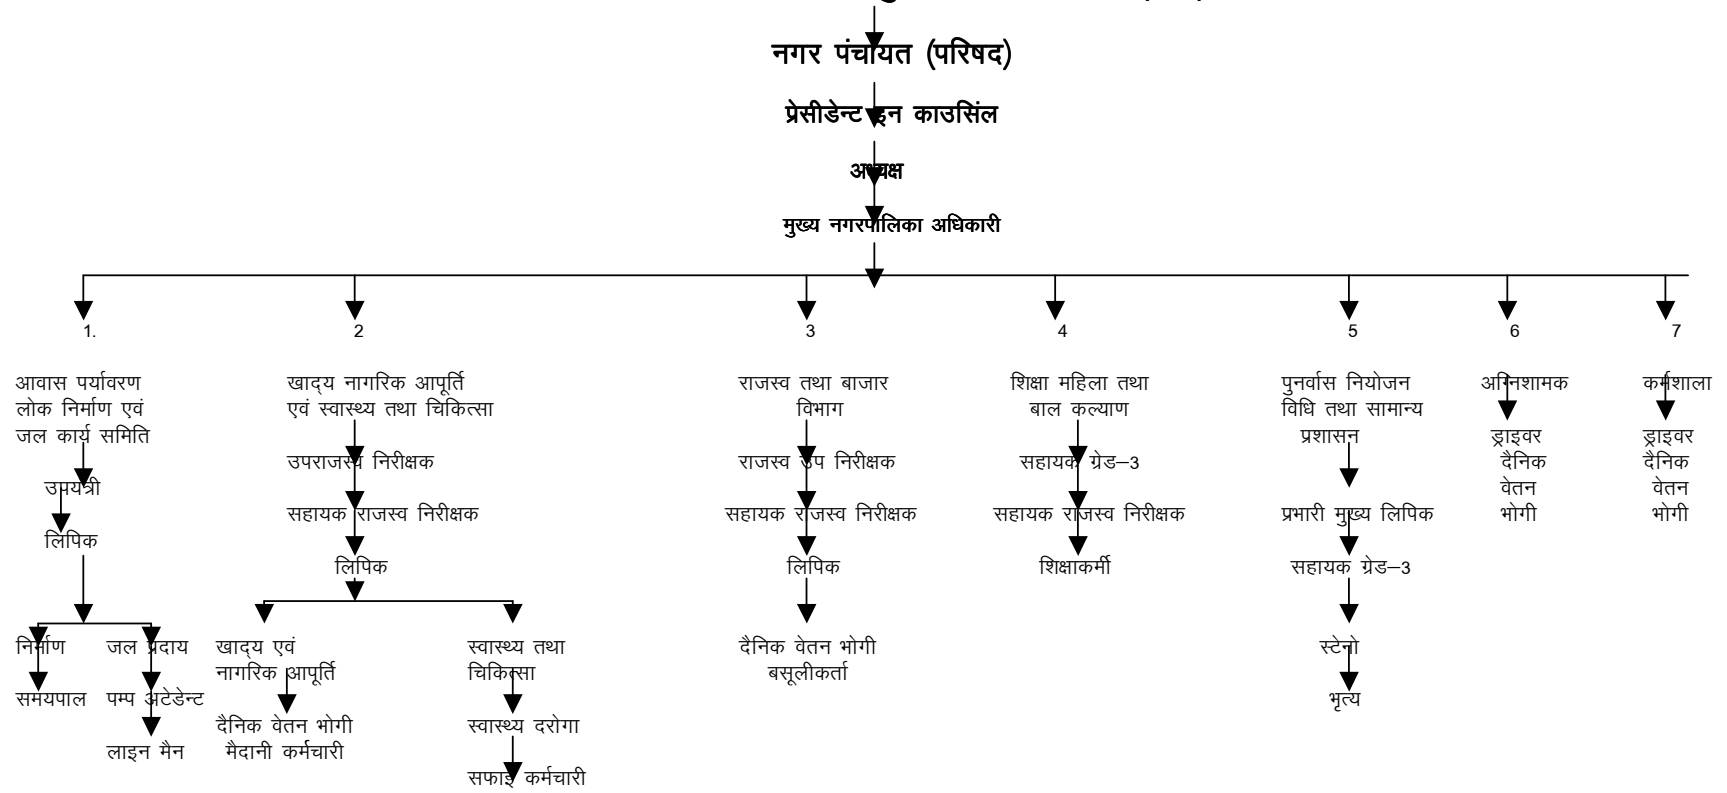 नगर पंचायत (परिषद)
प्रेसीडेन्ट इन काउसिंल
अध्यक्ष
मुख्य नगरपालिका अधिकारी
1.
आवास पर्यावरण
लोक निर्माण एवं
जल कार्य समिति
उपयंत्री
लिपिक
निर्माण
समयपाल
जल प्रदाय
पम्प अटेडेन्ट
लाइन मैन
2
खाद्य नागरिक आपूर्ति
एवं स्वास्थ्य तथा चिकित्सा
उपराजस्व निरीक्षक
सहायक राजस्व निरीक्षक
लिपिक
खाद्य एवं
नागरिक आपूर्ति
दैनिक वेतन भोगी
मैदानी कर्मचारी
स्वास्थ्य तथा
चिकित्सा
स्वास्थ्य दरोगा
सफाई कर्मचारी
3
राजस्व तथा बाजार
विभाग
राजस्व उप निरीक्षक
सहायक राजस्व निरीक्षक
लिपिक
दैनिक वेतन भोगी
बसूलीकर्ता
4
शिक्षा महिला तथा
बाल कल्याण
सहायक ग्रेड–3
सहायक राजस्व निरीक्षक
शिक्षाकर्मी
5
पुनर्वास नियोजन
विधि तथा सामान्य
प्रशासन
प्रभारी मुख्य लिपिक
सहायक ग्रेड–3
स्टेनो
भृत्य
6
अग्निशामक
ड्राइवर
दैनिक
वेतन
भोगी
7
कर्मशाला
ड्राइवर
दैनिक
वेतन
भोगी